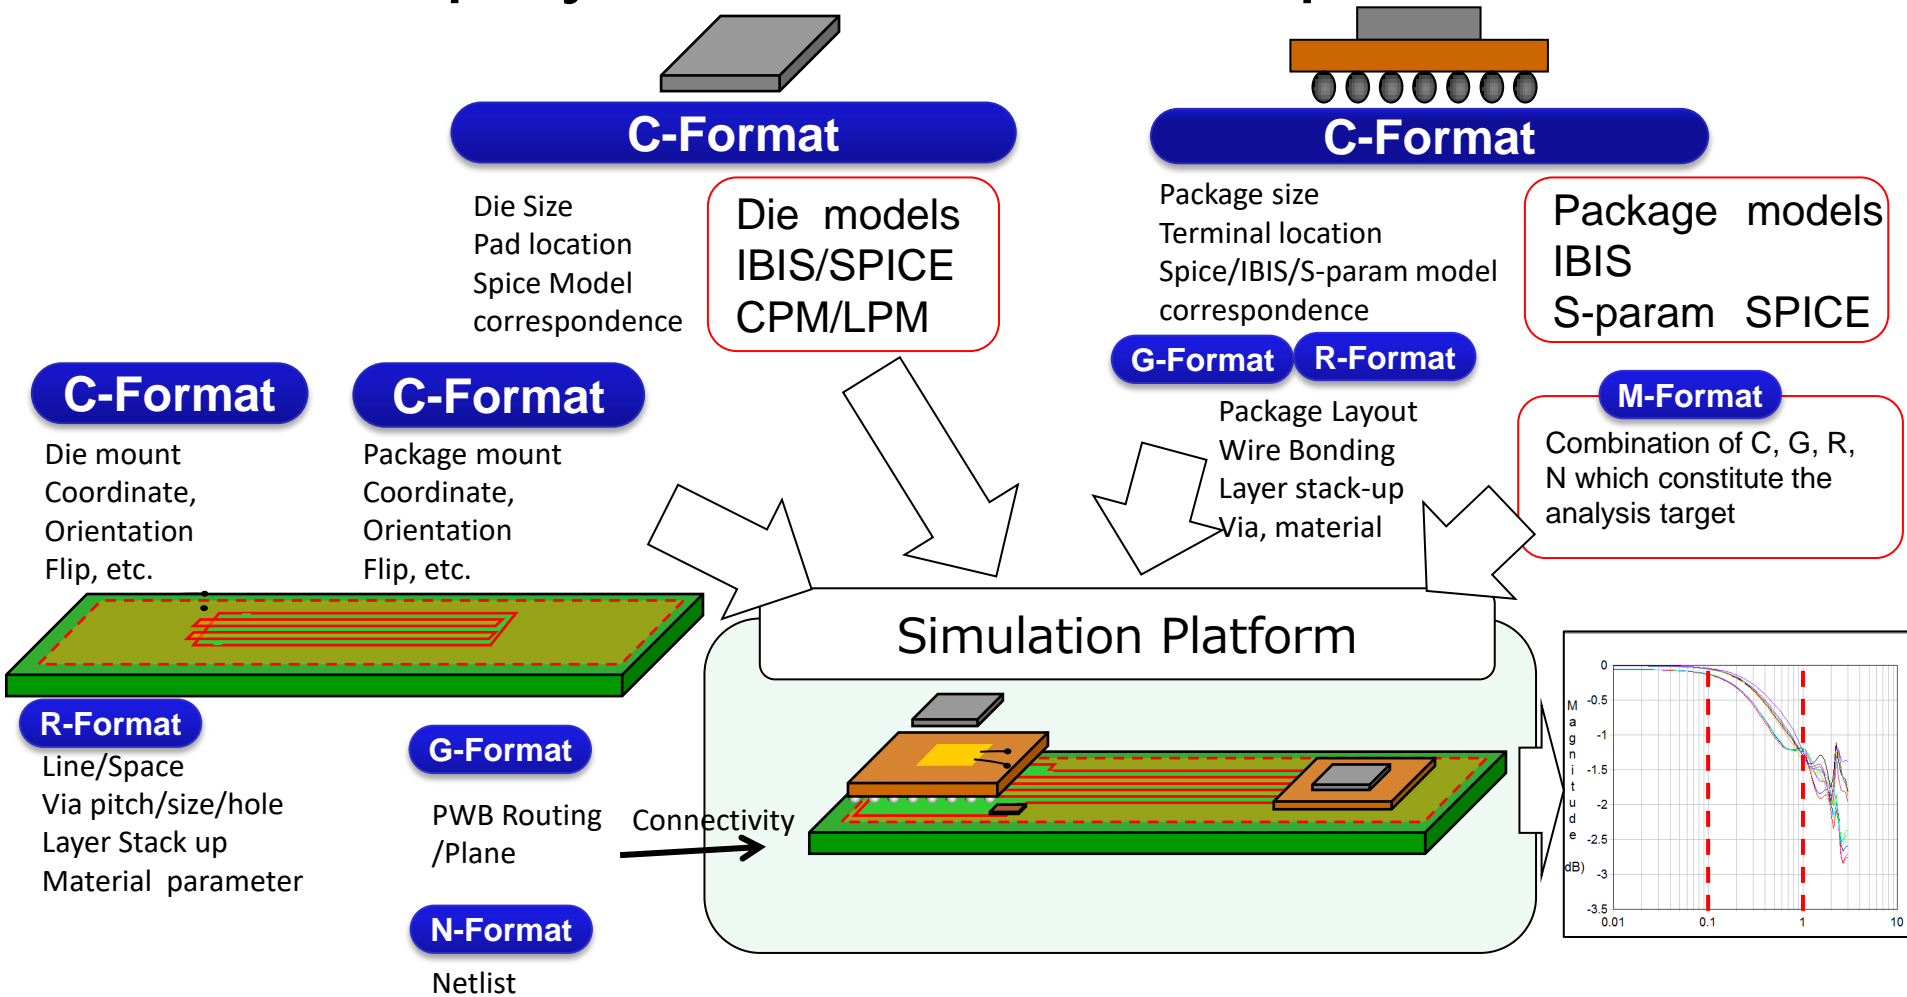 C-Format
C-Format
Die Size
Pad location
Spice Model
correspondence
Die models
IBIS/SPICE
CPM/LPM
Package size
Terminal location
Spice/IBIS/S-param model
correspondence
Package models
IBIS
S-param SPICE
G-Format
R-Format
Package Layout
Wire Bonding
Layer stack-up
Via, material
M-Format
Combination of C, G, R,
N which constitute the
analysis target
C-Format
Die mount
Coordinate,
Orientation
Flip, etc.
C-Format
Package mount
Coordinate,
Orientation
Flip, etc.
Simulation Platform
R-Format
Line/Space
Via pitch/size/hole
Layer Stack up
Material parameter
G-Format
PWB Routing
/Plane
Connectivity
N-Format
Netlist
Magnitude
dB)
0
-0.5
-1
-1.5
-2
-2.5
-3
-3.5
0.01
0.1
1
10